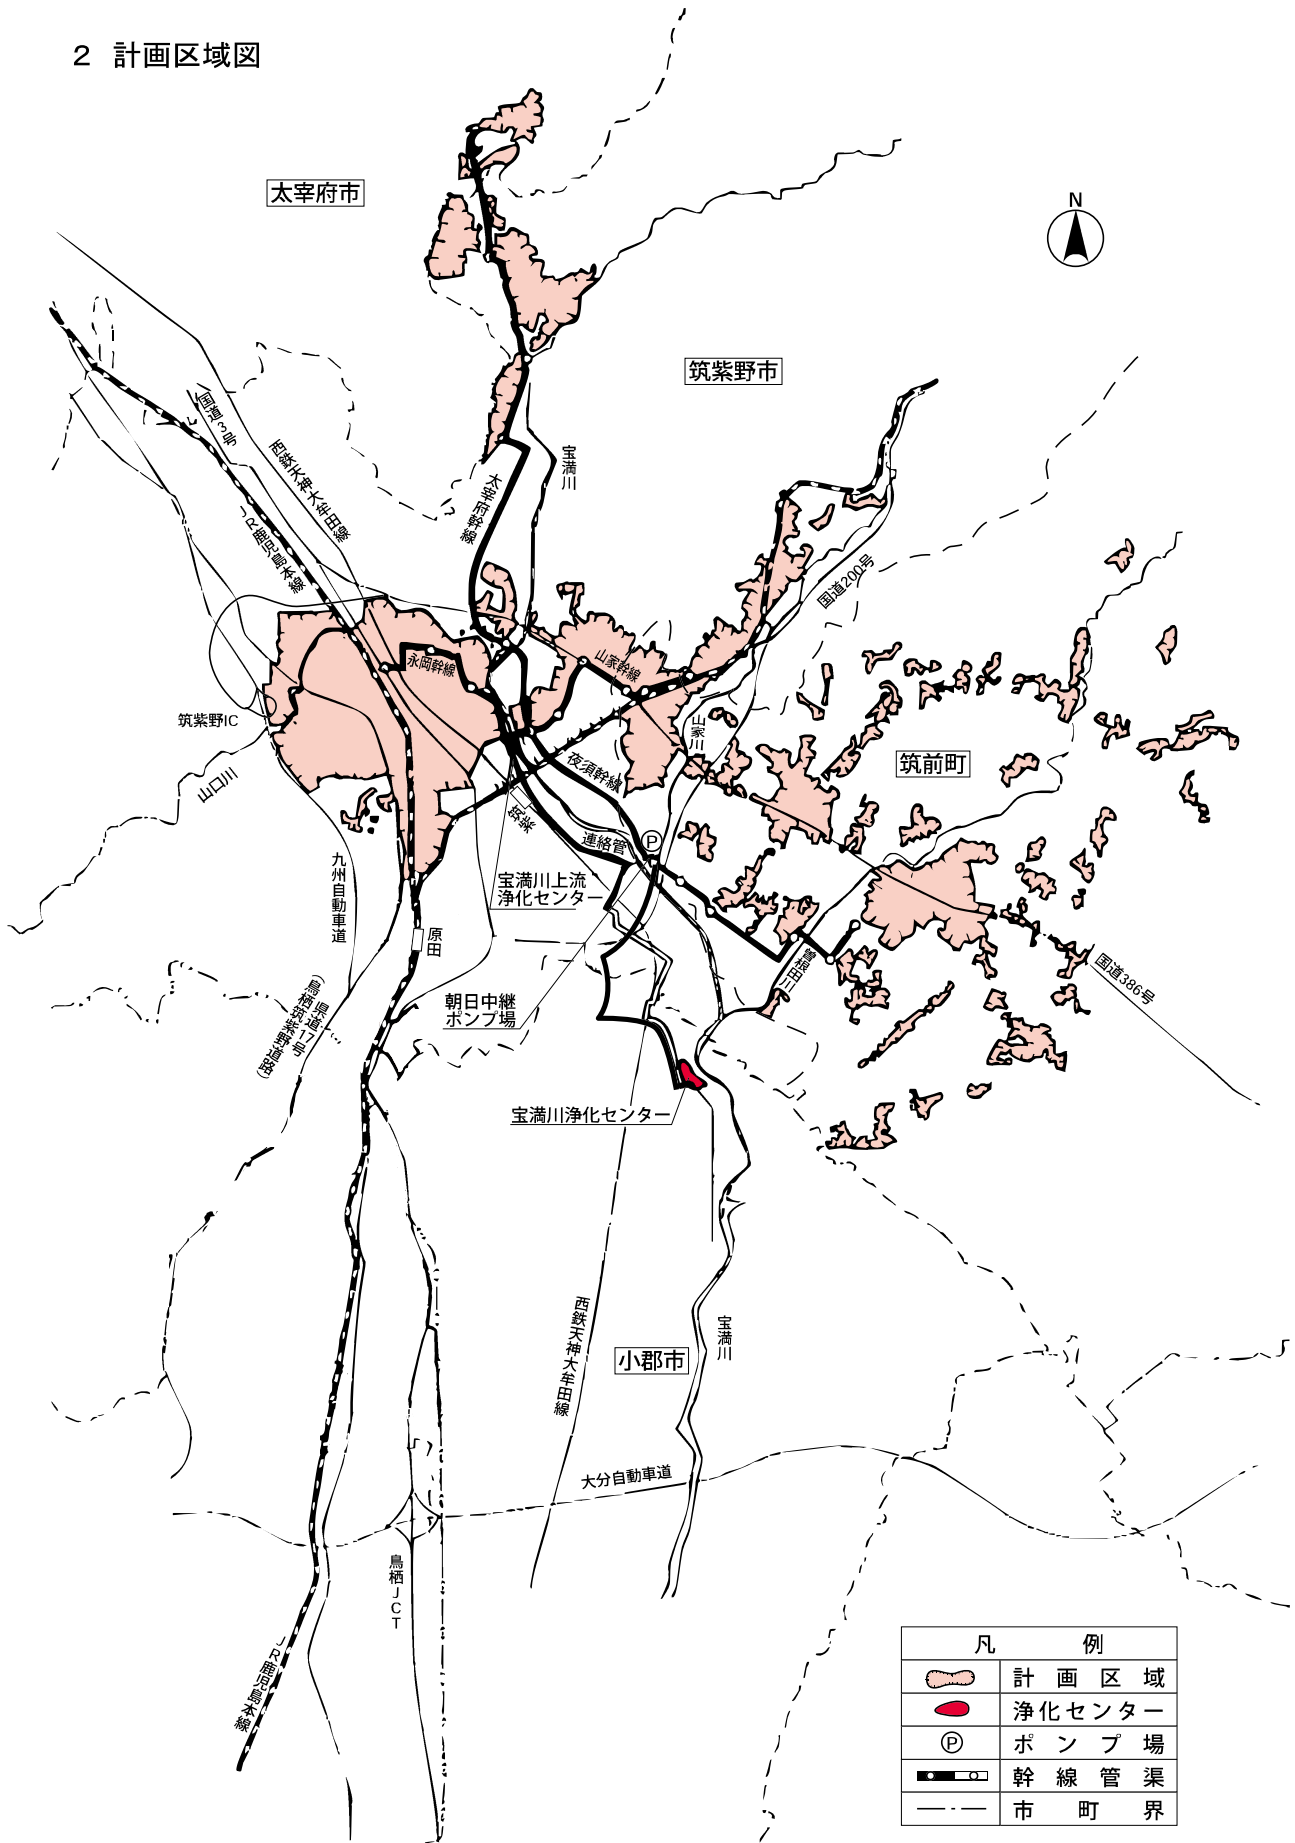 2 計画区域図
太宰府市
N
筑紫野市
国道3号
西鉄天神大牟田線
宝満川
太宰府幹線
JR鹿児島本線
国道200号
永岡幹線
山家幹線
筑紫野IC
山家川
筑前町
山口川
夜須幹線
筑紫
連絡管
P
九州自動車道
宝満川上流
浄化センター
原田
曽根田川
国道386号
県道17号
(鳥栖筑紫野道路)
朝日中継
ポンプ場
宝満川浄化センター
西鉄天神大牟田線
宝満川
小郡市
大分自動車道
鳥栖JCT
JR鹿児島本線
凡例
計画区域
浄化センター
P ポンプ場
幹線管渠
市町界